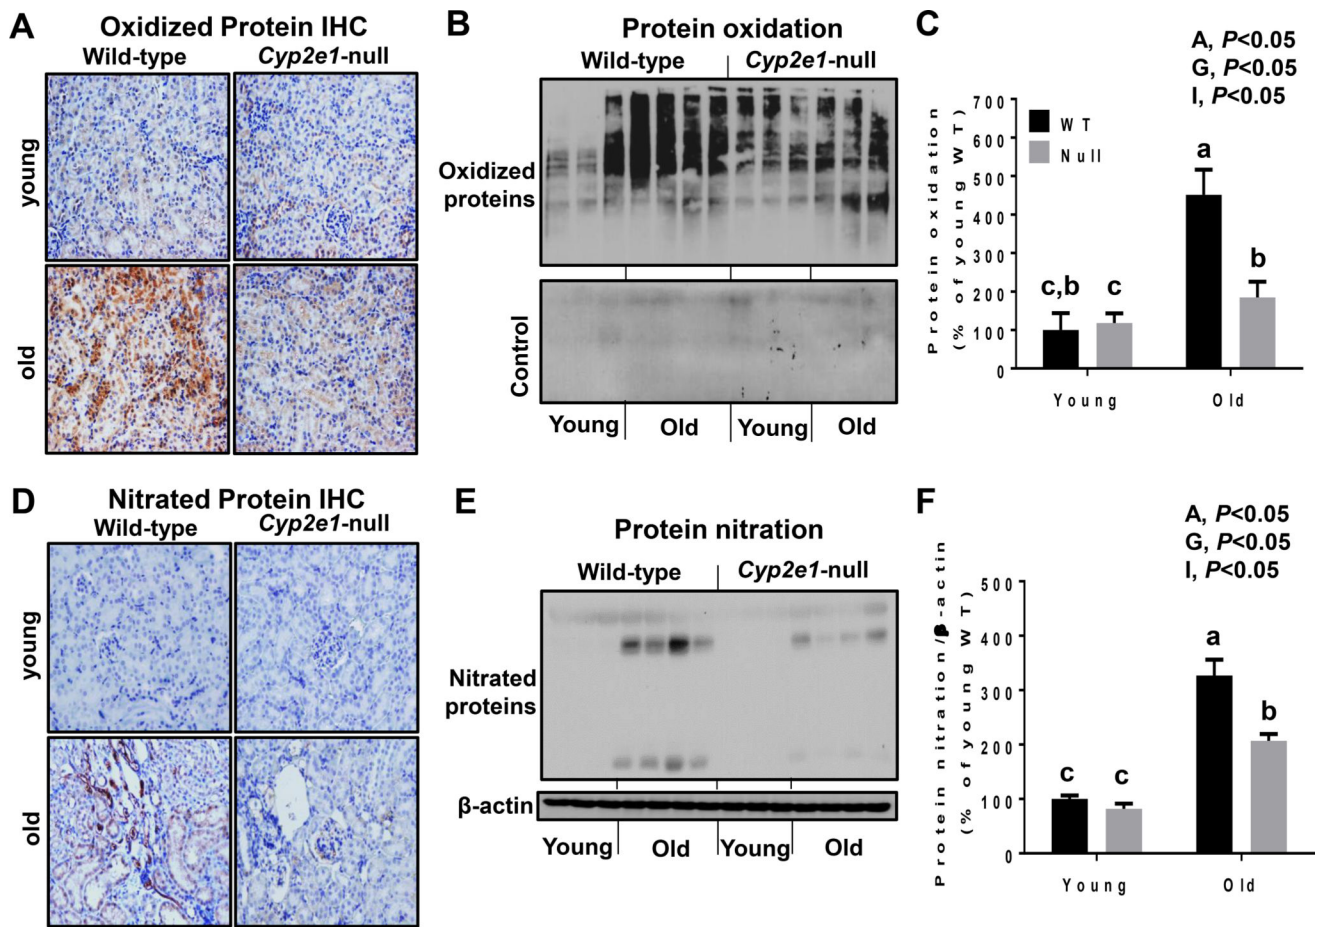 A
Oxidized Protein IHC
Wild-type
Cyp2e1-null
young
old
B
Protein oxidation
Wild-type
Cyp2e1-null
Oxidized
proteins
Control
Young
Old
Young
Old
C
A, P<0.05
G, P<0.05
I, P<0.05
Protein oxidation
(% of young WT)
700
600
500
400
300
200
100
0
WT
Null
c,b
c
a
b
Young
Old
D
Nitrated Protein IHC
Wild-type
Cyp2e1-null
young
old
E
Protein nitration
Wild-type
Cyp2e1-null
Nitrated
proteins
β-actin
Young
Old
Young
Old
F
A, P<0.05
G, P<0.05
I, P<0.05
Protein nitration/β-actin
(% of young WT)
500
400
300
200
100
0
c
c
a
b
Young
Old